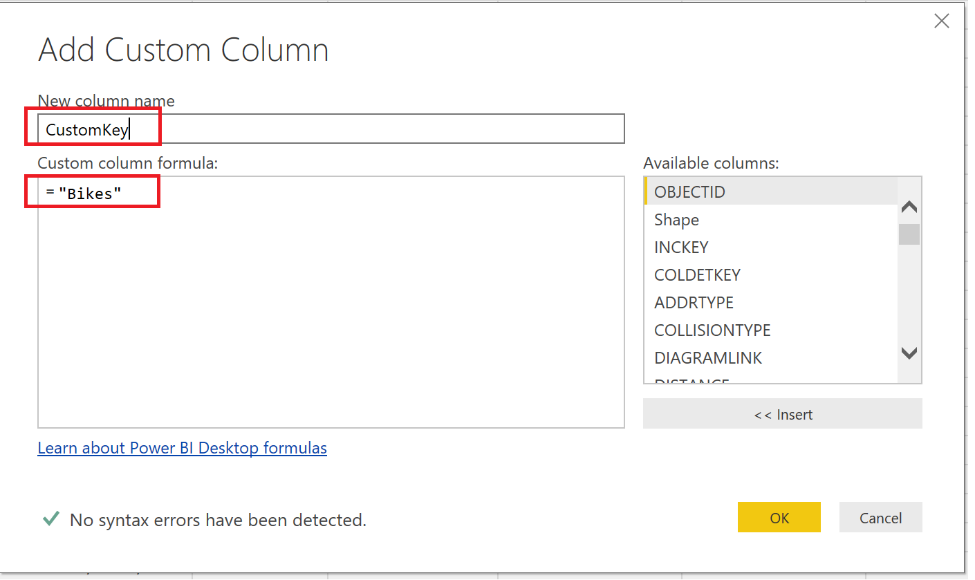 Add Custom Column
New column name
CustomKey
Custom column formula:
= "Bikes"
Available columns:
OBJECTID
Shape
INCKEY
COLDETKEY
ADDRTYPE
COLLISIONTYPE
DIAGRAMLINK
DISTANCE
<< Insert
Learn about Power BI Desktop formulas
No syntax errors have been detected.
OK
Cancel